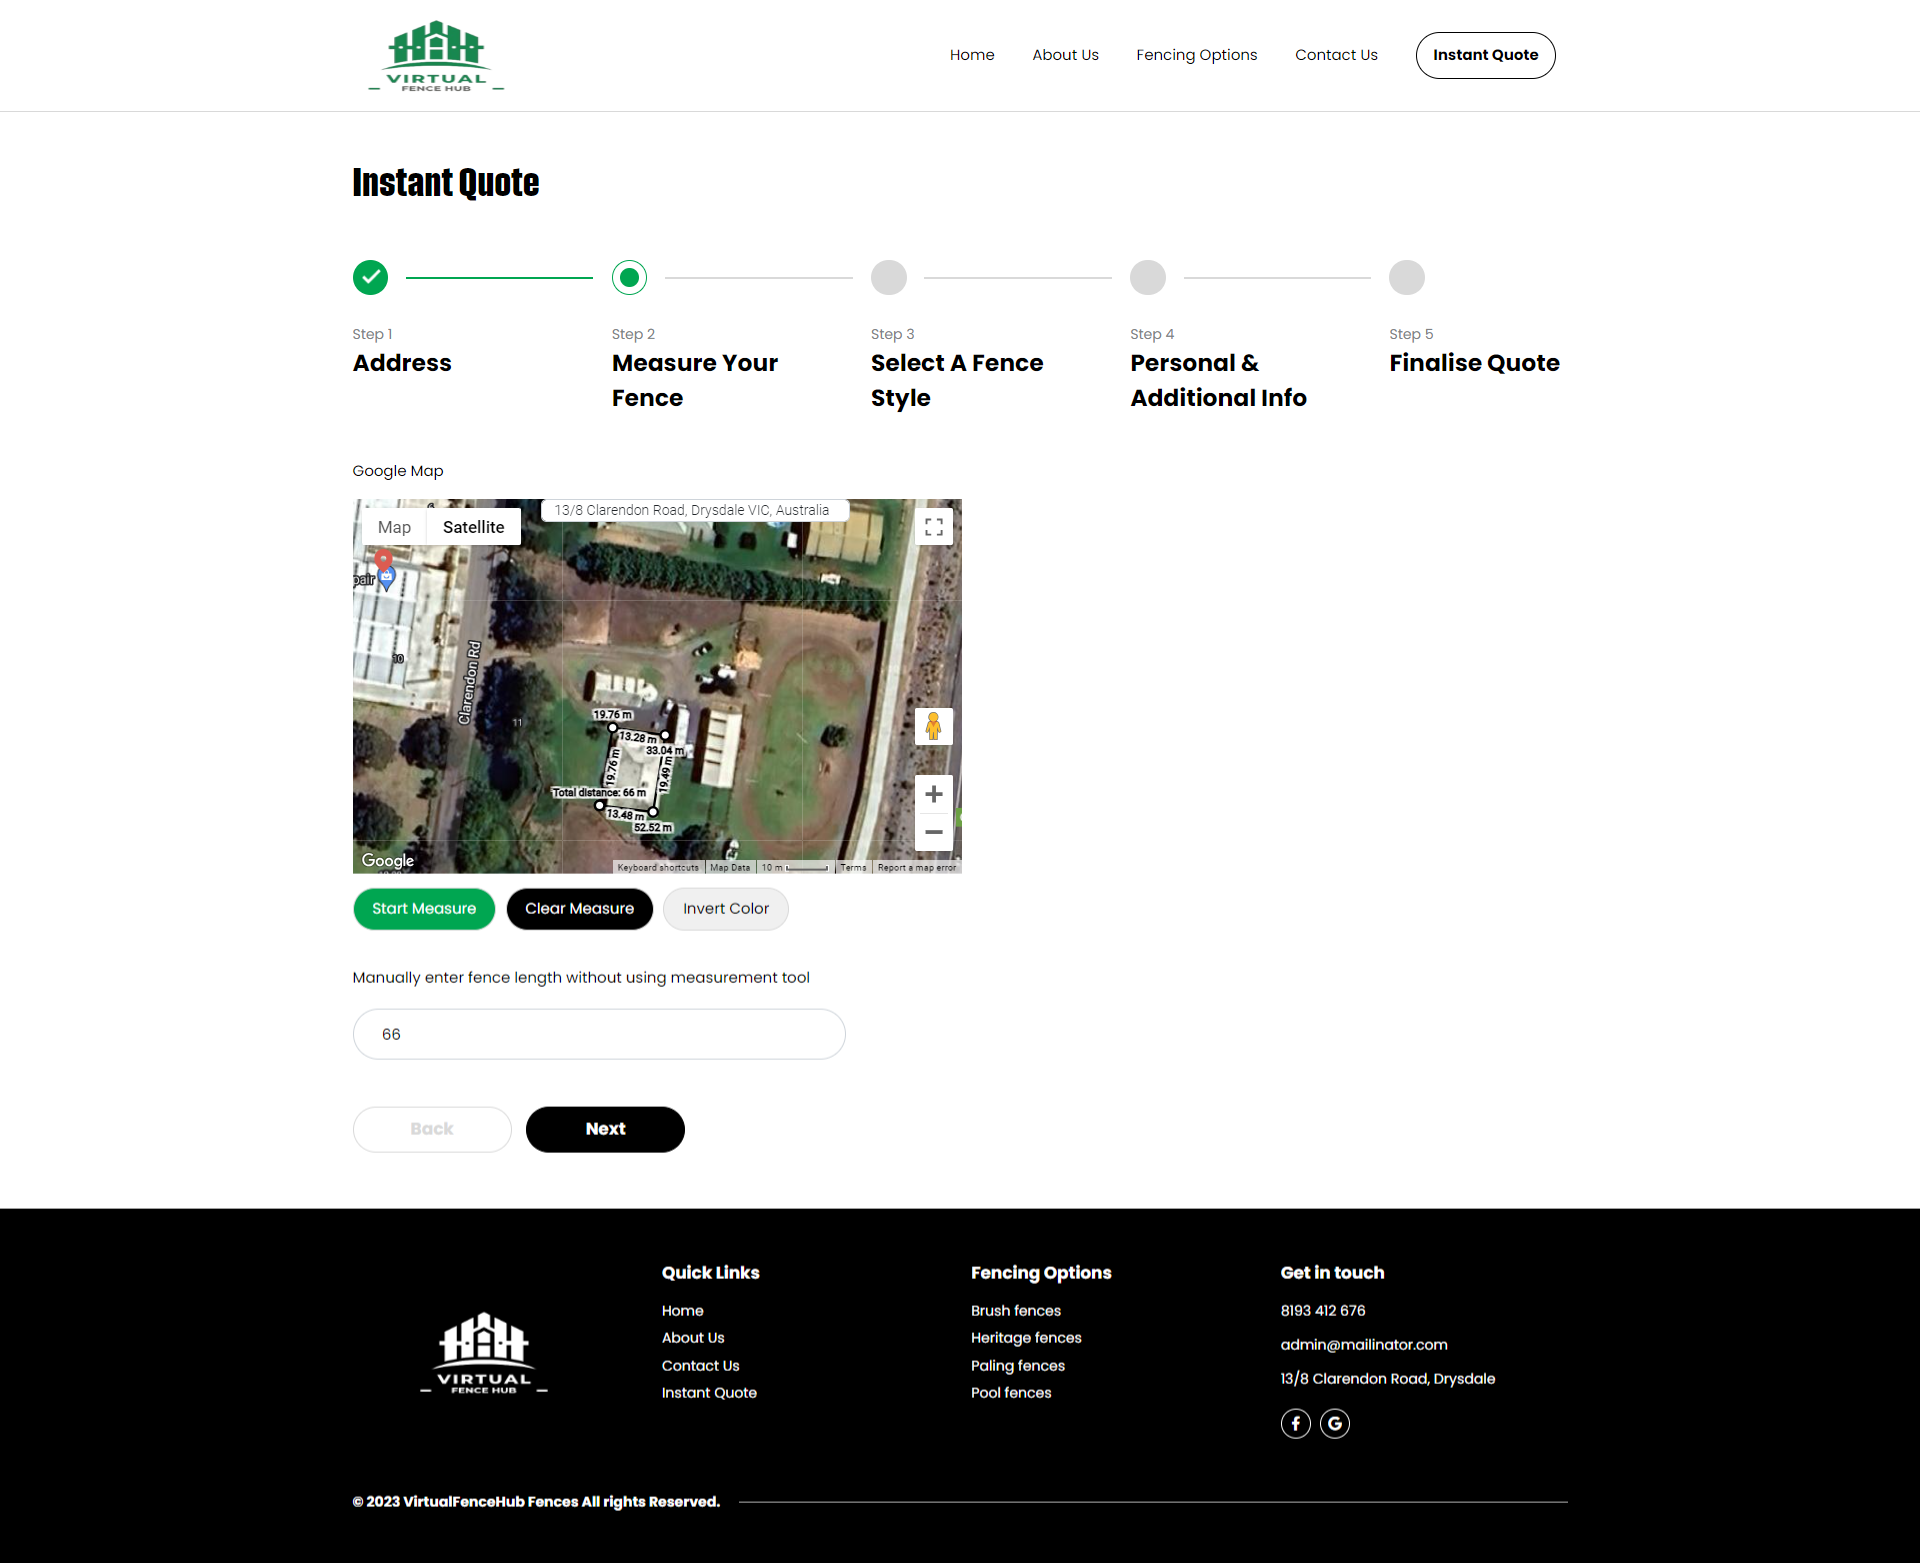 VIRTUAL
FENCE HUB
Home
About Us
Fencing Options
Contact Us
Instant Quote
Instant Quote
Step 1
Address
Step 2
Measure Your
Fence
Step 3
Select A Fence
Style
Step 4
Personal &
Additional Info
Step 5
Finalise Quote
Google Map
Map
Satellite
13/8 Clarendon Road, Drysdale VIC, Australia
pair
10
Clarendon Rd
11
19.76 m
13.28 m
33.04 m
19.76 m
19.49 m
Total distance: 66 m
13.48 m
52.52 m
Google
Keyboard shortcuts
Map Data
10 m
Terms
Report a map error
Start Measure
Clear Measure
Invert Color
Manually enter fence length without using measurement tool
66
Back
Next
VIRTUAL
FENCE HUB
Quick Links
Home
About Us
Contact Us
Instant Quote
Fencing Options
Brush fences
Heritage fences
Paling fences
Pool fences
Get in touch
8193 412 676
admin@mailinator.com
13/8 Clarendon Road, Drysdale
© 2023 VirtualFenceHub Fences All rights Reserved.